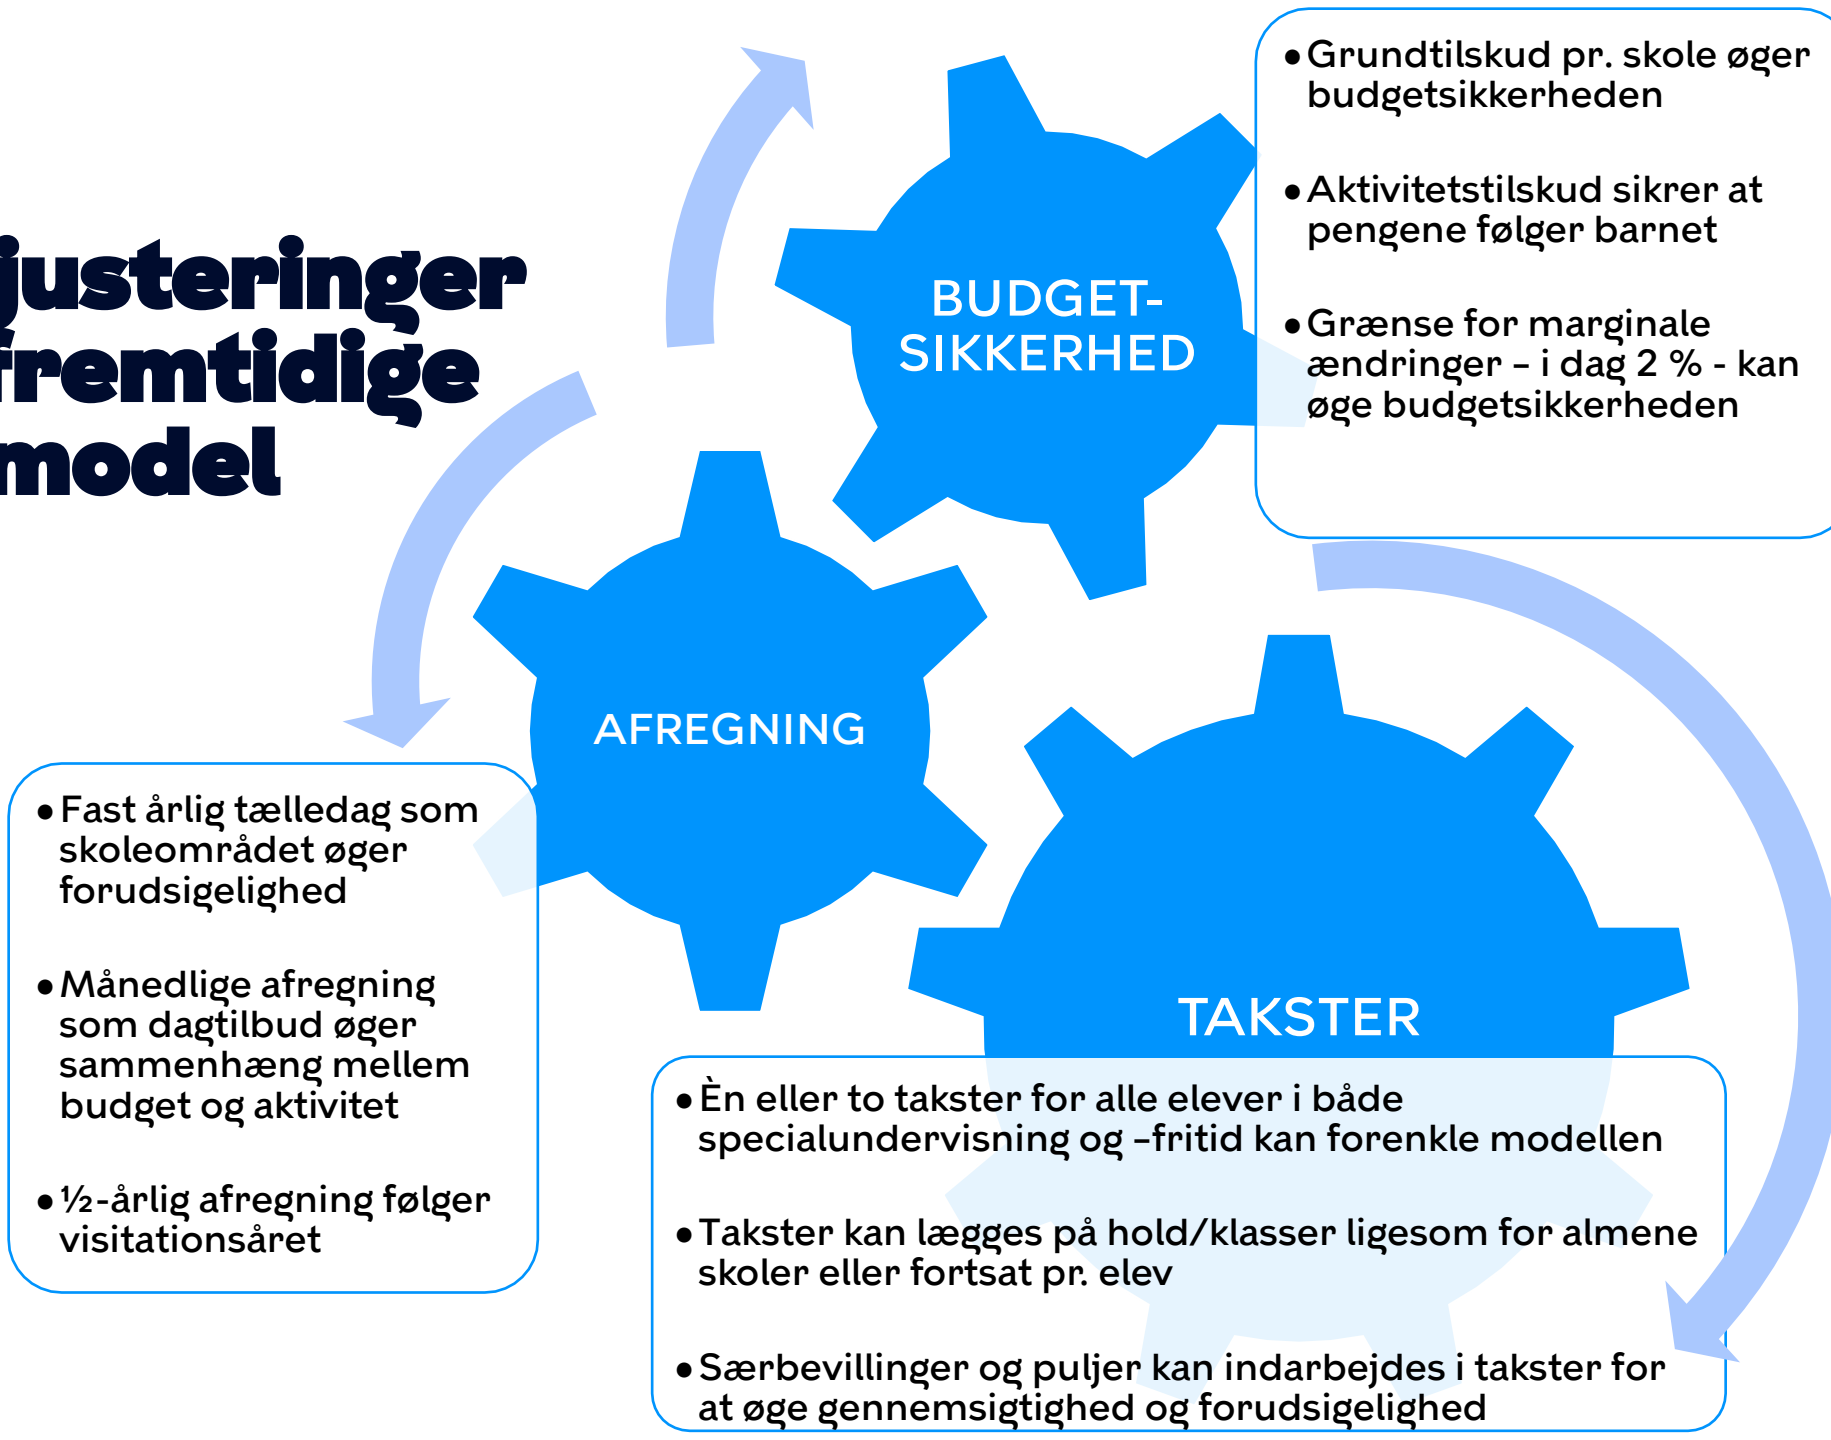 justeringer
fremtidige
model
BUDGET-
SIKKERHED
• Grundtilskud pr. skole øger
budgetsikkerheden
• Aktivitetstilskud sikrer at
pengene følger barnet
• Grænse for marginale
ændringer – i dag 2 % - kan
øge budgetsikkerheden
AFREGNING
• Fast årlig tælledag som
skoleområdet øger
forudsigelighed
• Månedlige afregning
som dagtilbud øger
sammenhæng mellem
budget og aktivitet
• ½-årlig afregning følger
visitationsåret
TAKSTER
• Èn eller to takster for alle elever i både
specialundervisning og –fritid kan forenkle modellen
• Takster kan lægges på hold/klasser ligesom for almene
skoler eller fortsat pr. elev
• Særbevillinger og puljer kan indarbejdes i takster for
at øge gennemsigtighed og forudsigelighed